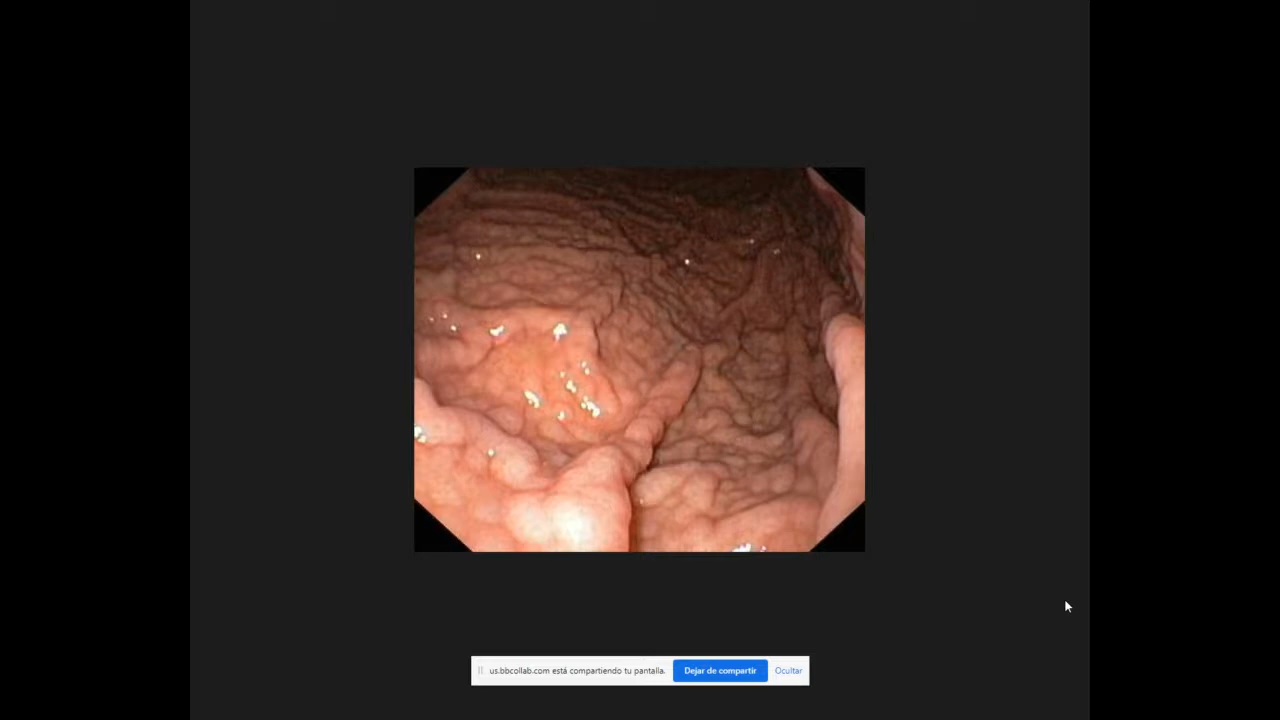 us.bbcollab.com está compartiendo tu pantalla.
Dejar de compartir
Ocultar